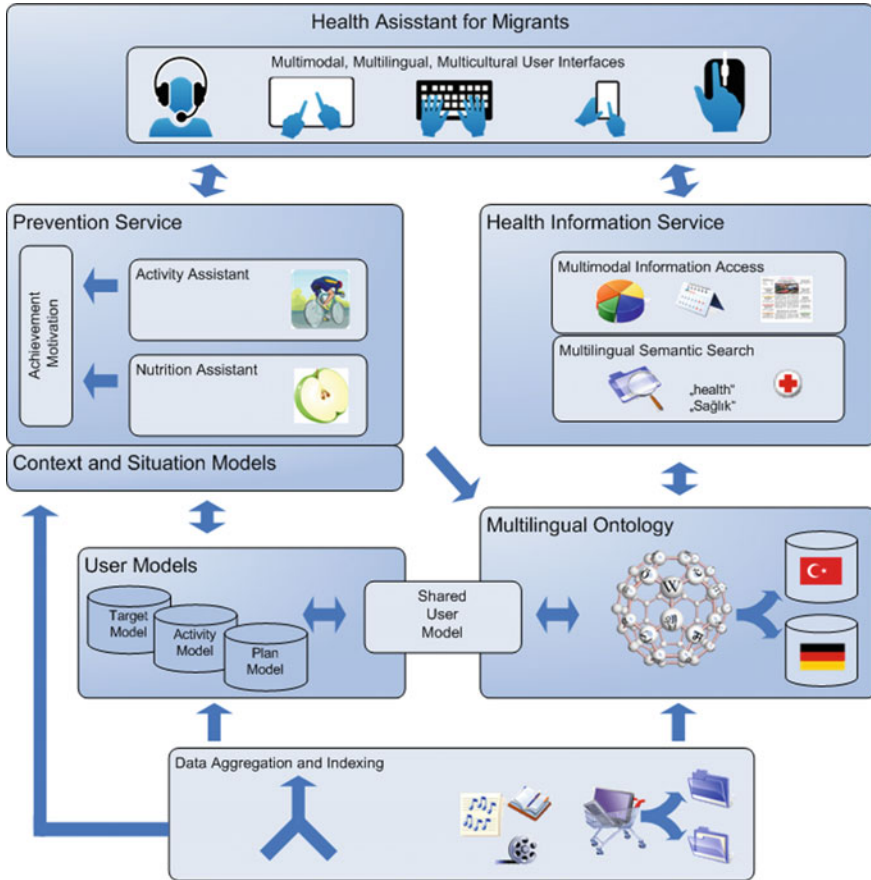 Health Asisstant for Migrants
Multimodal, Multilingual, Multicultural User Interfaces
Prevention Service
Achievement
Motivation
Activity Assistant
Nutrition Assistant
Context and Situation Models
Health Information Service
Multimodal Information Access
Multilingual Semantic Search
„health“
„Sağlık“
User Models
Target
Model
Activity
Model
Plan
Model
Shared
User
Model
Multilingual Ontology
W
Data Aggregation and Indexing